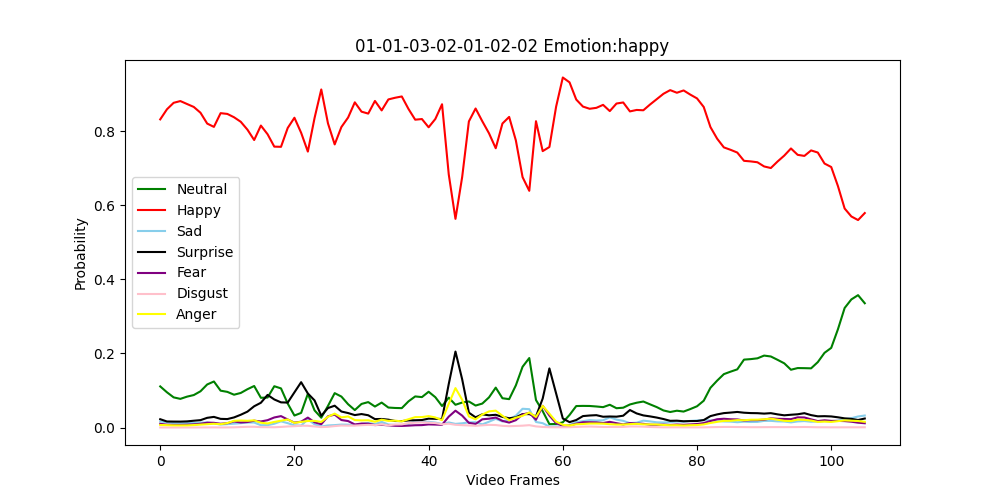 01-01-03-02-01-02-02 Emotion:happy
Probability
0.8
0.6
0.4
0.2
0.0
Neutral
Happy
Sad
Surprise
Fear
Disgust
Anger
0
20
40
60
80
100
Video Frames